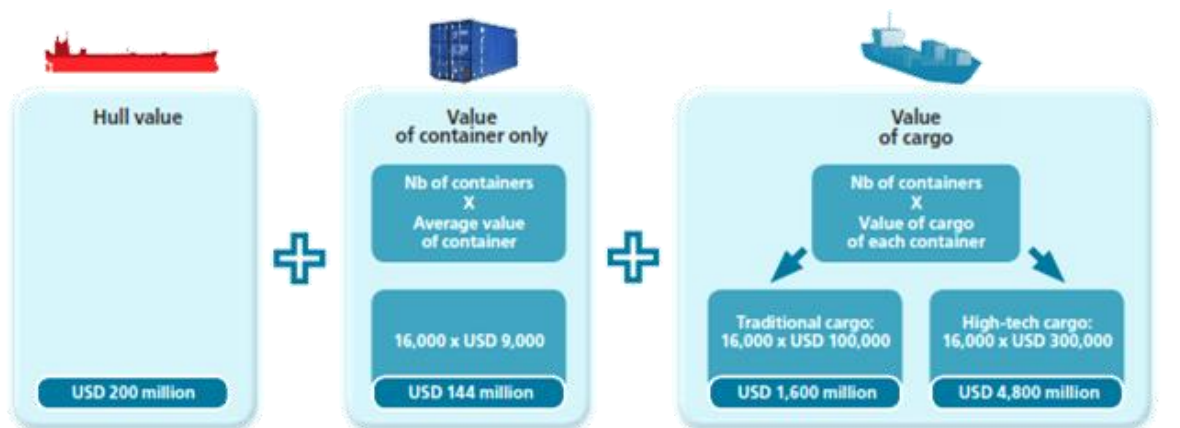 Hull value
USD 200 million
Value
of container only
Nb of containers
X
Average value
of container
16,000 x USD 9,000
USD 144 million
Value
of cargo
Nb of containers
X
Value of cargo
of each container
Traditional cargo:
16,000 x USD 100,000
USD 1,600 million
High-tech cargo:
16,000 x USD 300,000
USD 4,800 million